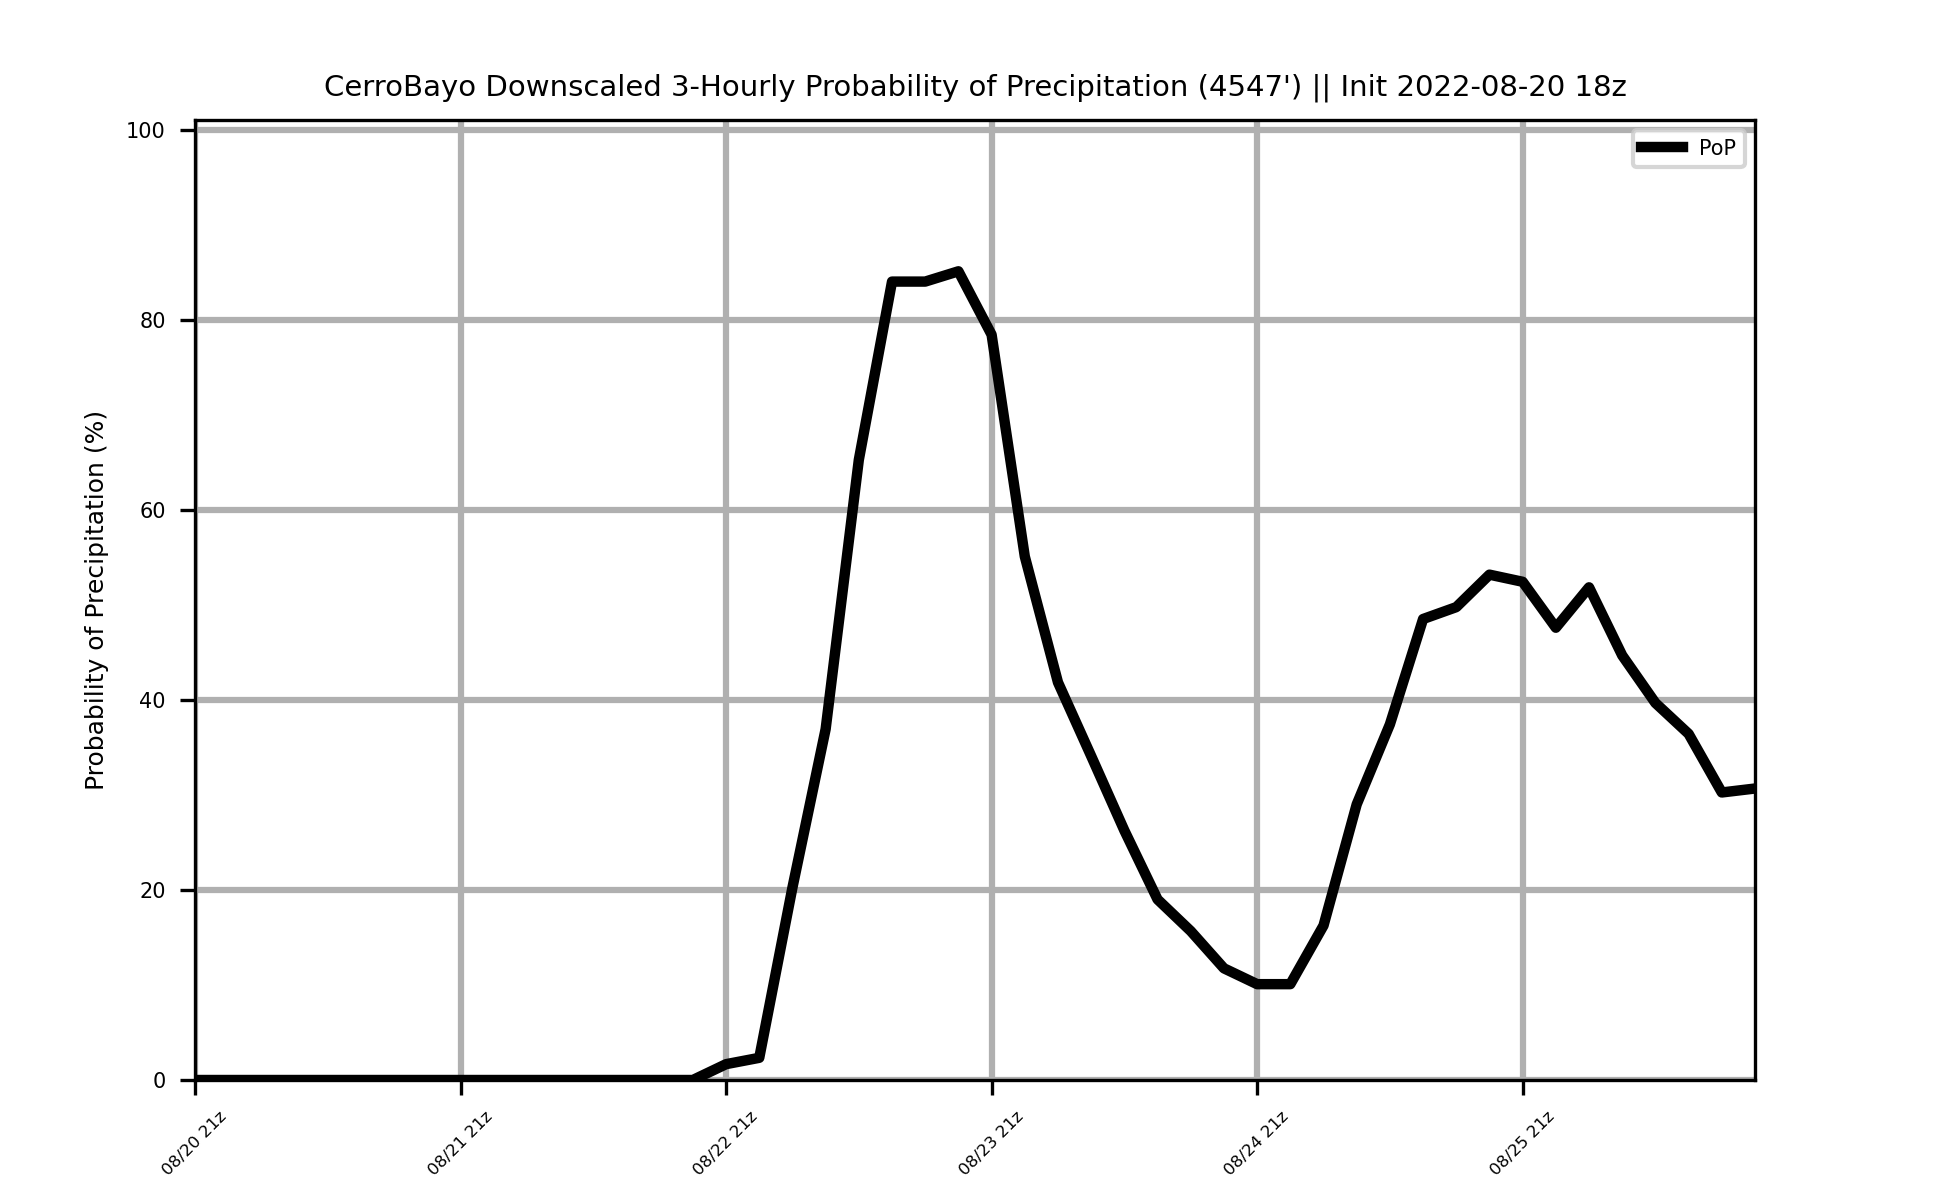 CerroBayo Downscaled 3-Hourly Probability of Precipitation (4547') || Init 2022-08-20 18z
PoP
Probability of Precipitation (%)
100
80
60
40
20
0
08/20 21z
08/21 21z
08/22 21z
08/23 21z
08/24 21z
08/25 21z